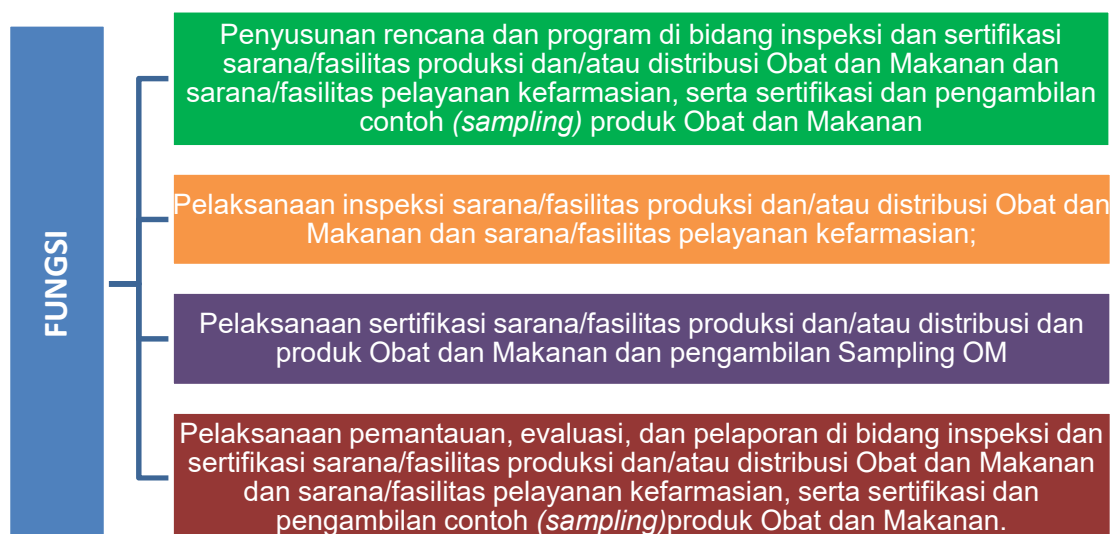 FUNGSI
Penyusunan rencana dan program di bidang inspeksi dan sertifikasi
sarana/fasilitas produksi dan/atau distribusi Obat dan Makanan dan
sarana/fasilitas pelayanan kefarmasian, serta sertifikasi dan pengambilan
contoh (sampling) produk Obat dan Makanan
Pelaksanaan inspeksi sarana/fasilitas produksi dan/atau distribusi Obat dan
Makanan dan sarana/fasilitas pelayanan kefarmasian;
Pelaksanaan sertifikasi sarana/fasilitas produksi dan/atau distribusi dan
produk Obat dan Makanan dan pengambilan Sampling OM
Pelaksanaan pemantauan, evaluasi, dan pelaporan di bidang inspeksi dan
sertifikasi sarana/fasilitas produksi dan/atau distribusi Obat dan Makanan
dan sarana/fasilitas pelayanan kefarmasian, serta sertifikasi dan
pengambilan contoh (sampling)produk Obat dan Makanan.